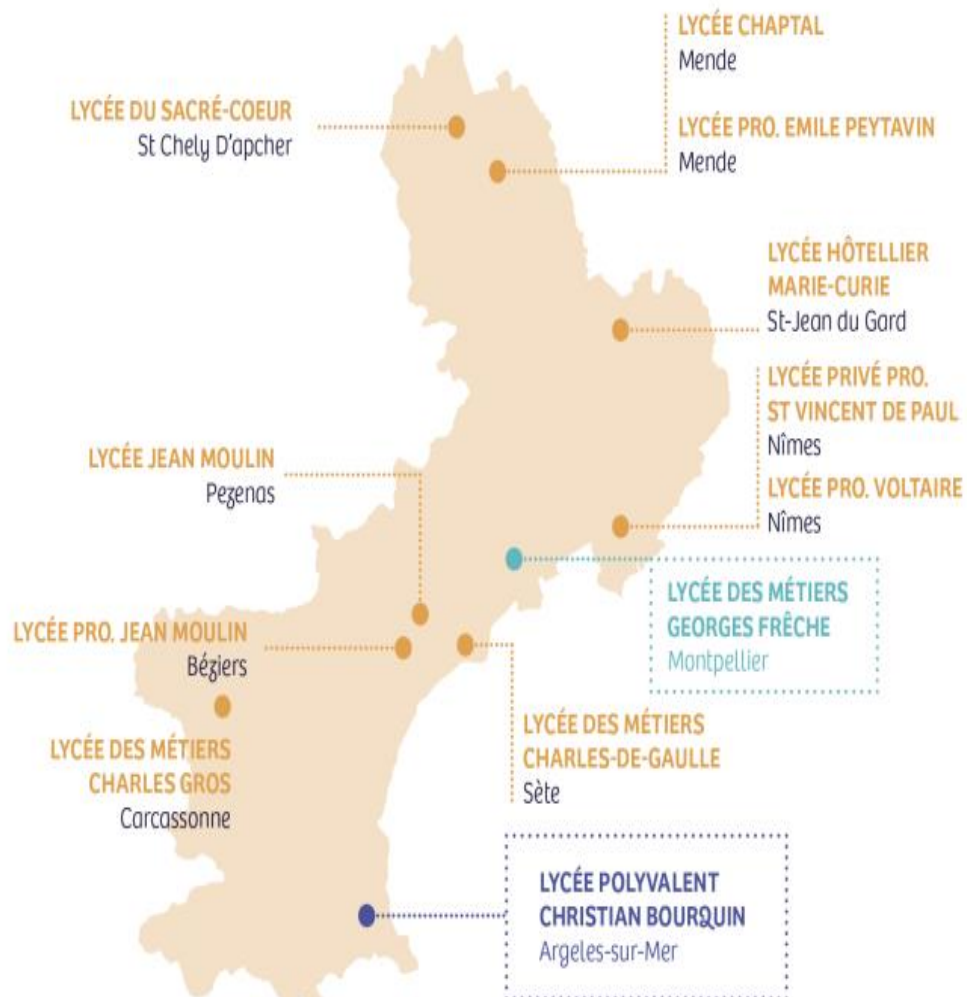 LYCÉE CHAPTAL
Mende
LYCÉE DU SACRÉ-COEUR
St Chely D'apcher
LYCÉE PRO. EMILE PEYTAVIN
Mende
LYCÉE HÔTELLIER
MARIE-CURIE
St-Jean du Gard
LYCÉE PRIVÉ PRO.
ST VINCENT DE PAUL
Nîmes
LYCÉE JEAN MOULIN
Pezenas
LYCÉE PRO. VOLTAIRE
Nîmes
LYCÉE DES MÉTIERS
GEORGES FRÊCHE
Montpellier
LYCÉE PRO. JEAN MOULIN
Béziers
LYCÉE DES MÉTIERS
CHARLES-DE-GAULLE
Sète
LYCÉE DES MÉTIERS
CHARLES GROS
Carcassonne
LYCÉE POLYVALENT
CHRISTIAN BOURQUIN
Argeles-sur-Mer